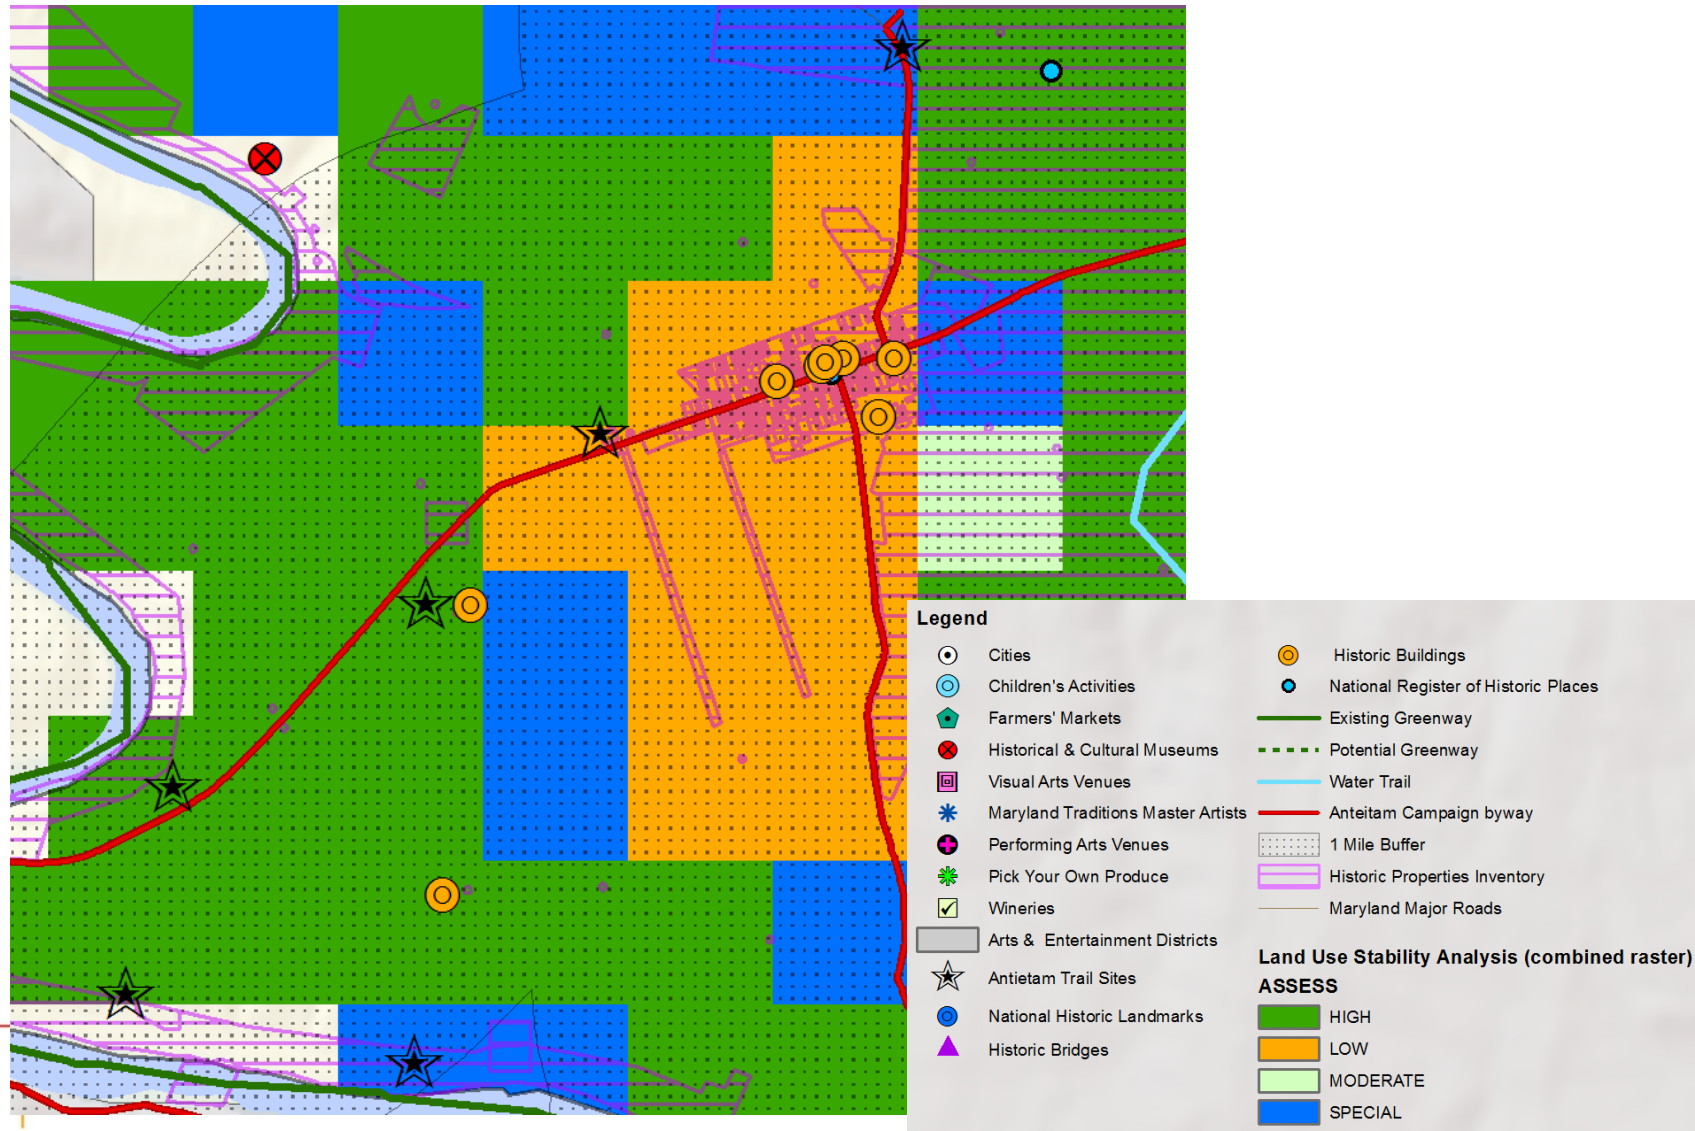 Legend
Cities
Children's Activities
Farmers' Markets
Historical & Cultural Museums
Visual Arts Venues
Maryland Traditions Master Artists
Performing Arts Venues
Pick Your Own Produce
Wineries
Arts & Entertainment Districts
Antietam Trail Sites
National Historic Landmarks
Historic Bridges
Historic Buildings
National Register of Historic Places
Existing Greenway
Potential Greenway
Water Trail
Anteitam Campaign byway
1 Mile Buffer
Historic Properties Inventory
Maryland Major Roads
Land Use Stability Analysis (combined raster)
ASSESS
HIGH
LOW
MODERATE
SPECIAL